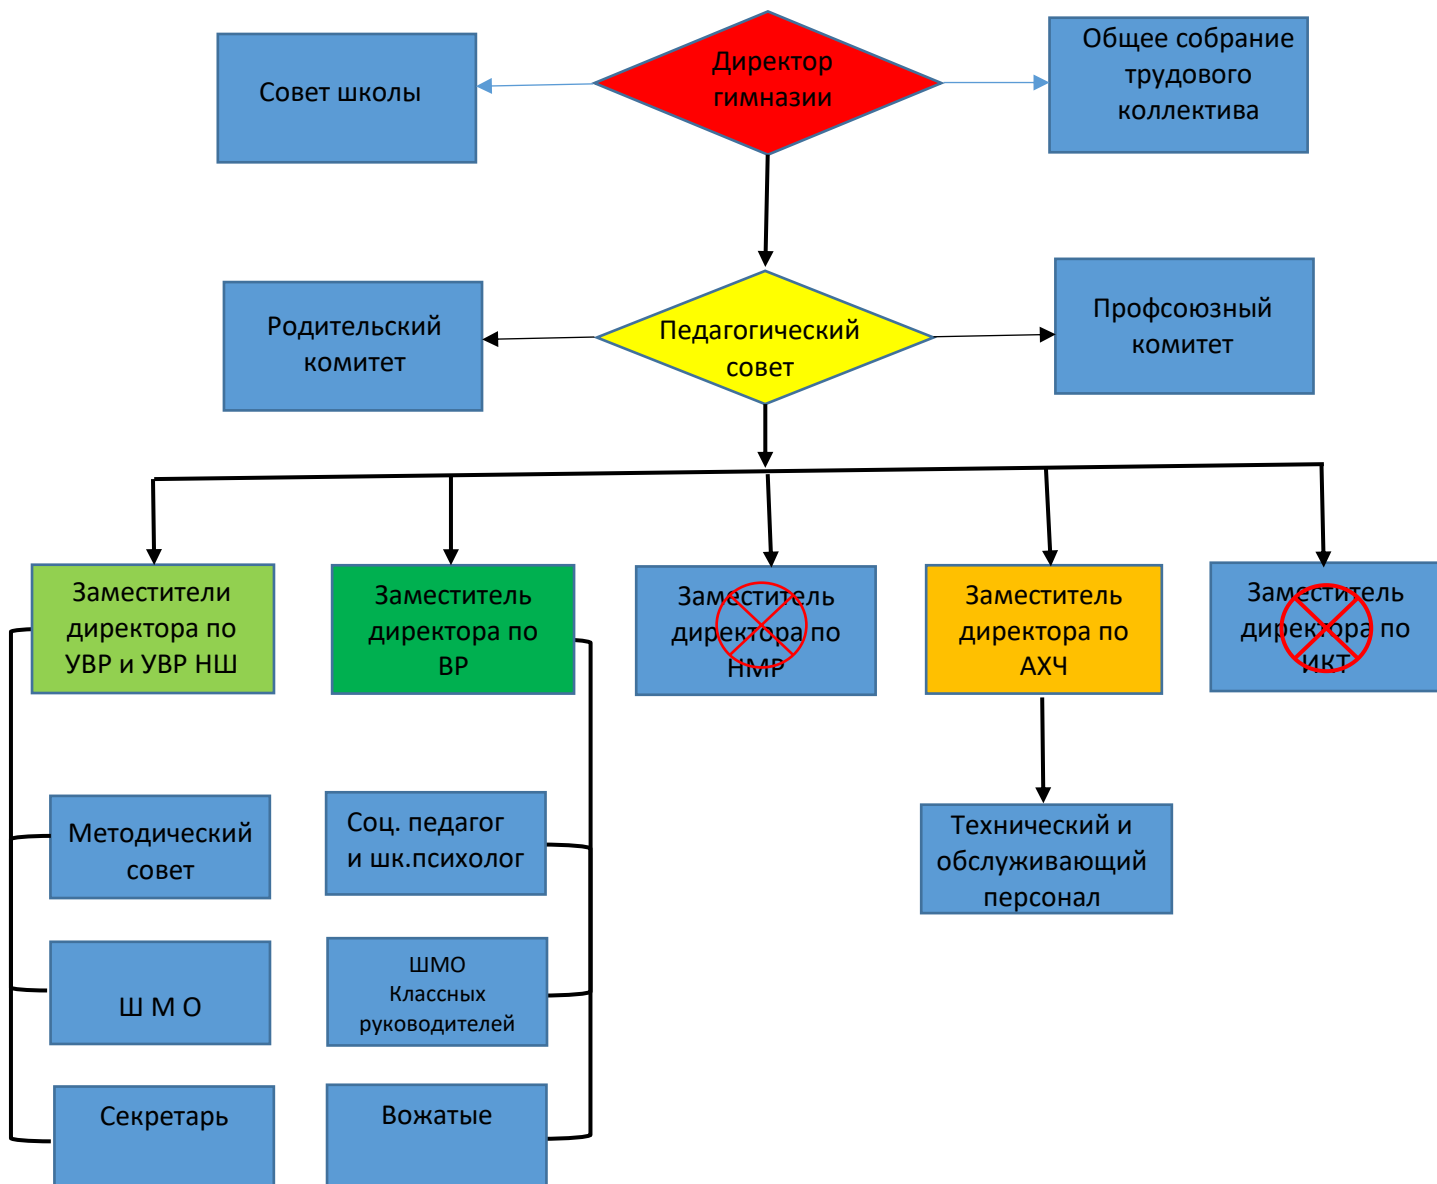 Совет школы
Директор
гимназии
Общее собрание
трудового
коллектива
Родительский
комитет
Педагогический
совет
Профсоюзный
комитет
Заместители
директора по
УВР и УВР НШ
Заместитель
директора по
ВР
Заместитель
директора по
НМР
Заместитель
директора по
АХЧ
Заместитель
директора по
ИКТ
Методический
совет
Соц. педагог
и шк.психолог
Технический и
обслуживающий
персонал
Ш М О
ШМО
Классных
руководителей
Секретарь
Вожатые